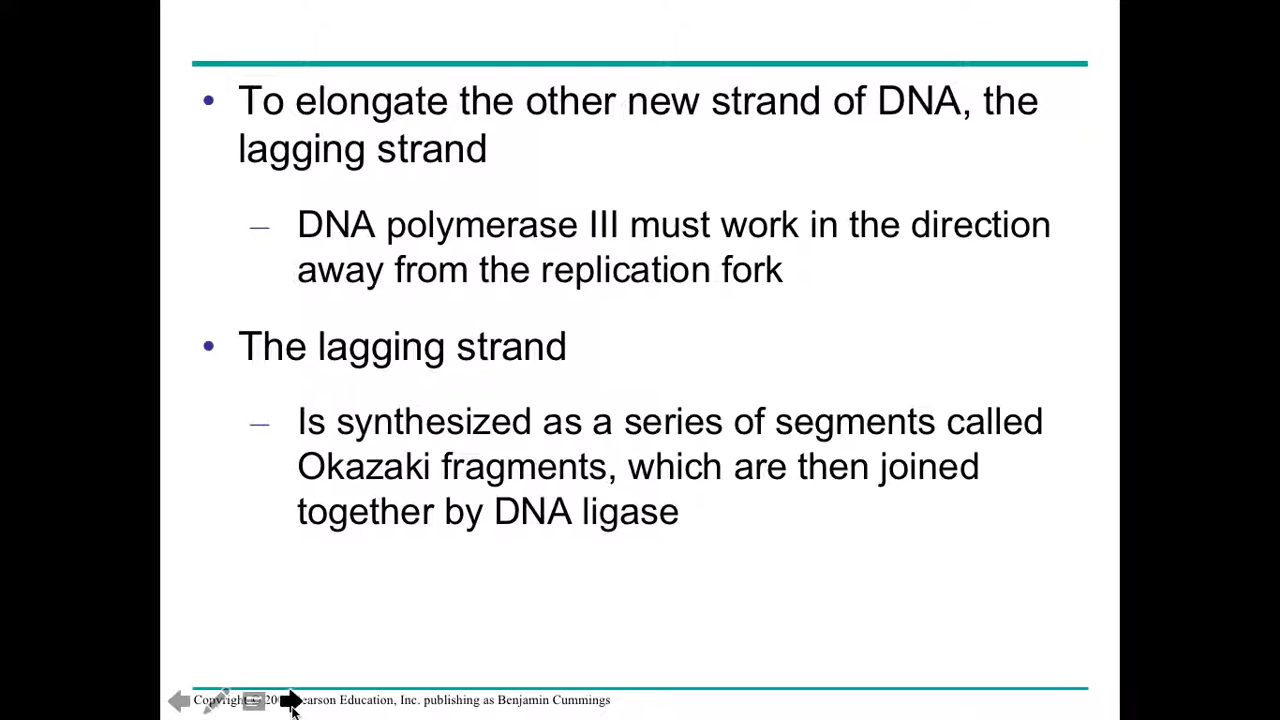 • To elongate the other new strand of DNA, the
lagging strand
– DNA polymerase III must work in the direction
away from the replication fork
• The lagging strand
– Is synthesized as a series of segments called
Okazaki fragments, which are then joined
together by DNA ligase
Copyright © Education, Inc. publishing as Benjamin Cummings